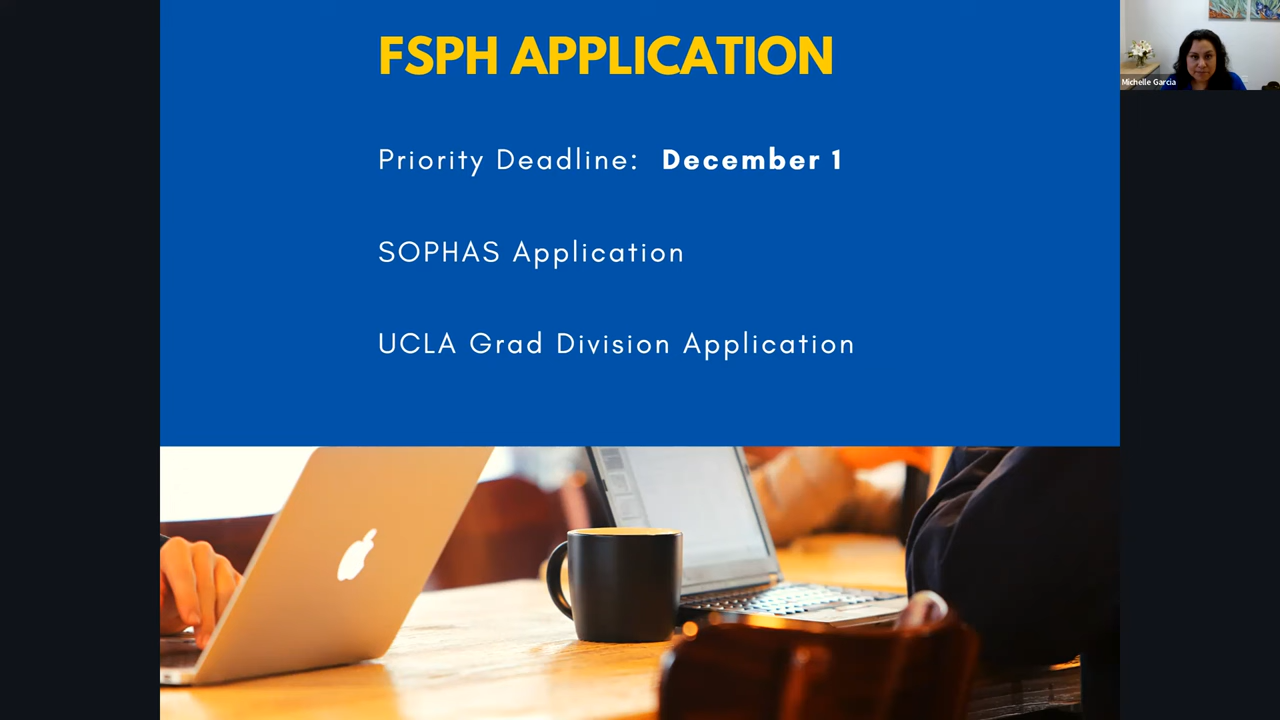 FSPH APPLICATION
Priority Deadline: December 1
SOPHAS Application
UCLA Grad Division Application
Michelle Garcia